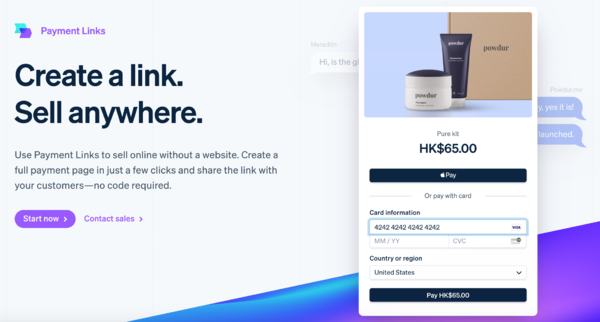 Payment Links
Create a link.
Sell anywhere.
Use Payment Links to sell online without a website. Create a
full payment page in just a few clicks and share the link with
your customers—no code required.
Start now
Contact sales
Hi, is the gl
powdur
powdur
powdur
Powdur.me
y, yes it is!
launched.
Pure kit
HK$65.00
Pay
Or pay with card
Card information
4242 4242 4242 4242
VISA
MM / YY
CVC
Country or region
United States
Pay HK$65.00